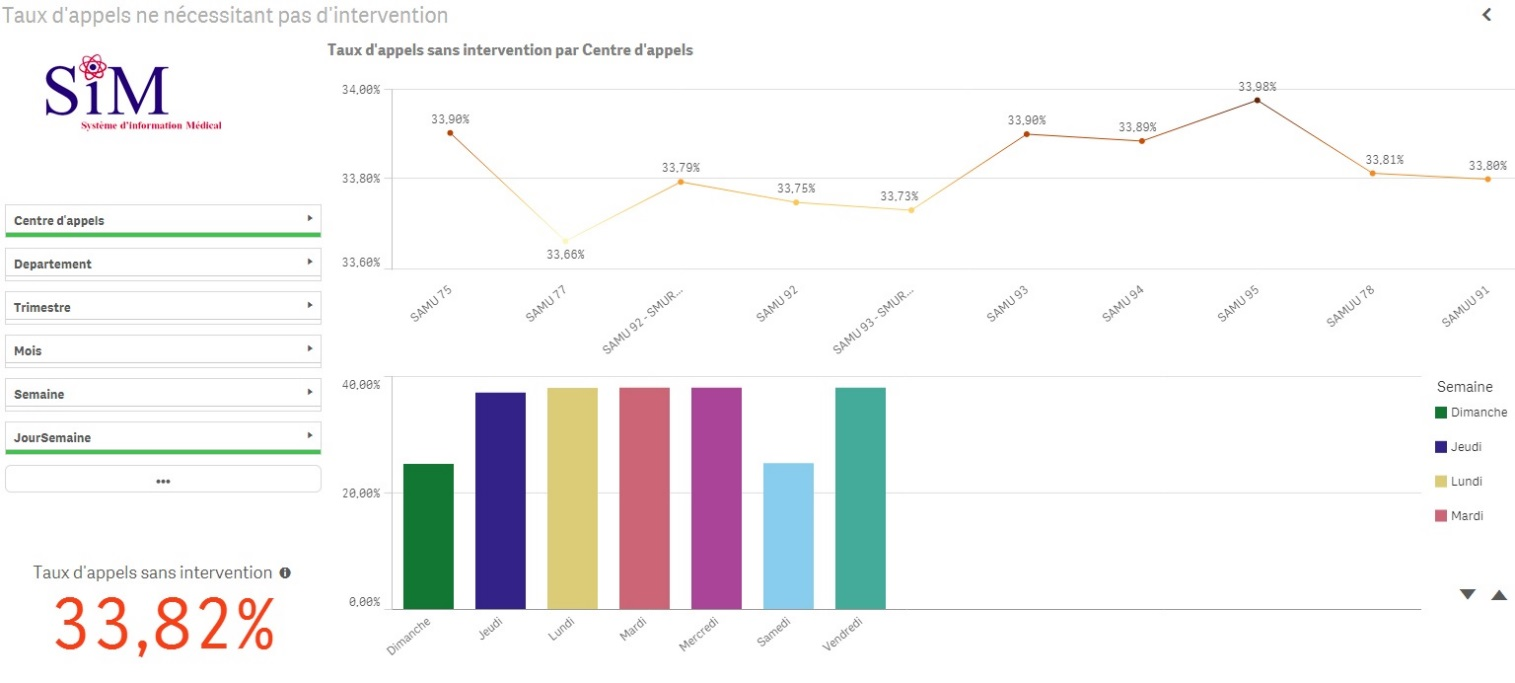 Taux d'appels ne nécessitant pas d'intervention
SiM
Système d'information Médical
Centre d'appels
Departement
Trimestre
Mois
Semaine
JourSemaine
•••
Taux d'appels sans intervention
33,82%
Taux d'appels sans intervention par Centre d'appels
34,00%
33,80%
33,60%
33,90%
33,66%
33,79%
33,75%
33,73%
33,90%
33,89%
33,98%
33,81%
33,80%
SAMU 75
SAMU 77
SAMU 92 - SMUR...
SAMU 92
SAMU 93 - SMUR...
SAMU 93
SAMU 94
SAMU 95
SAMUU 78
SAMUU 91
40,00%
20,00%
0,00%
Dimanche
Jeudi
Lundi
Mardi
Mercredi
Samedi
Vendredi
Semaine
Dimanche
Jeudi
Lundi
Mardi